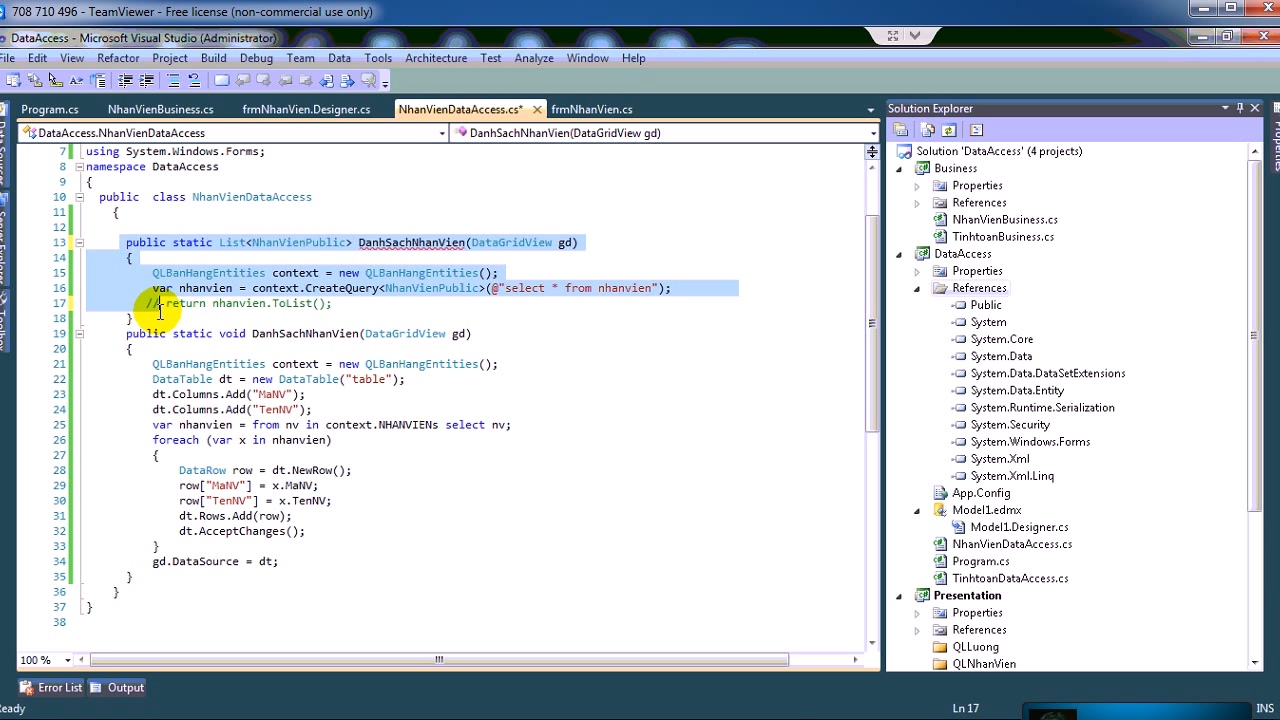 708 710 496 - TeamViewer - Free license (non-commercial use only)
DataAccess - Microsoft Visual Studio (Administrator)
File Edit View Refactor Project Build Debug Team Data Tools Architecture Test Analyze Window Help
Program.cs NhanVienBusiness.cs frmNhanVien.Designer.cs NhanVienDataAccess.cs* frmNhanVien.cs
DataAccess.NhanVienDataAccess DanhSachNhanVien(DataGridView gd)
7 using System.Windows.Forms;
8 namespace DataAccess
9 {
10 public class NhanVienDataAccess
11 {
12
13 public static List<NhanVienPublic> DanhSachNhanVien(DataGridView gd)
14 {
15 QLBanHangEntities context = new QLBanHangEntities();
16 var nhanvien = context.CreateQuery<NhanVienPublic>(@"select * from nhanvien");
17 // return nhanvien.ToList();
18 }
19 public static void DanhSachNhanVien(DataGridView gd)
20 {
21 QLBanHangEntities context = new QLBanHangEntities();
22 DataTable dt = new DataTable("table");
23 dt.Columns.Add("MaNV");
24 dt.Columns.Add("TenNV");
25 var nhanvien = from nv in context.NHANVIENs select nv;
26 foreach (var x in nhanvien)
27 {
28 DataRow row = dt.NewRow();
29 row["MaNV"] = x.MaNV;
30 row["TenNV"] = x.TenNV;
31 dt.Rows.Add(row);
32 dt.AcceptChanges();
33 }
34 gd.DataSource = dt;
35 }
36 }
37 }
38
100 %
Error List Output
Solution Explorer
Solution 'DataAccess' (4 projects)
Business
Properties
References
NhanVienBusiness.cs
TinhtoanBusiness.cs
DataAccess
Properties
References
Public
System
System.Core
System.Data
System.Data.DataSetExtensions
System.Data.Entity
System.Runtime.Serialization
System.Security
System.Windows.Forms
System.Xml
System.Xml.Linq
App.Config
Model1.edmx
Model1.Designer.cs
NhanVienDataAccess.cs
Program.cs
TinhtoanDataAccess.cs
Presentation
Properties
References
QLLuong
QLNhanVien
Ready Ln 17 INS